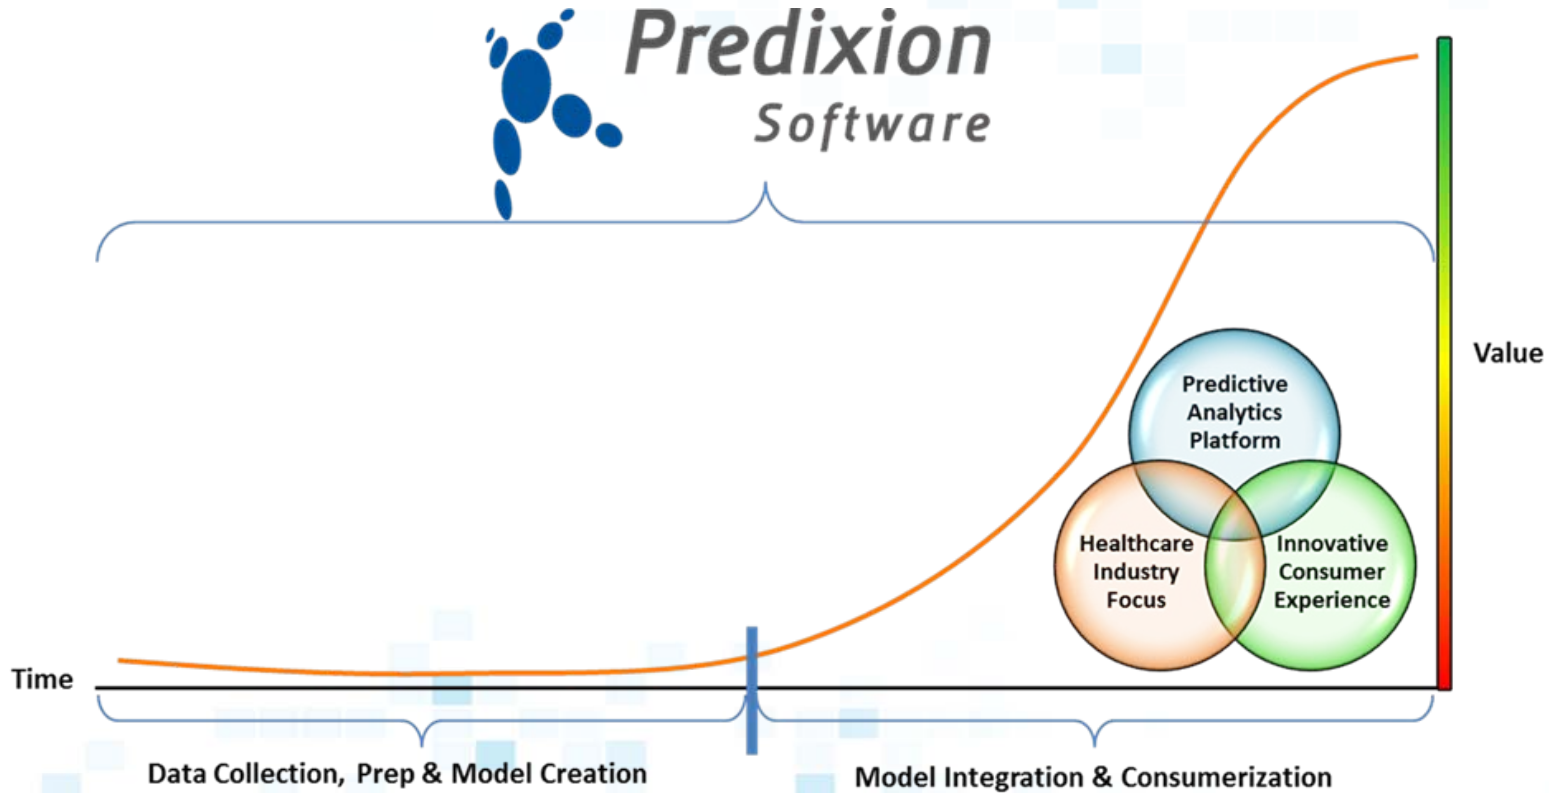 Predixion
Software
Value
Predictive
Analytics
Platform
Healthcare
Industry
Focus
Innovative
Consumer
Experience
Time
Data Collection, Prep & Model Creation
Model Integration & Consumerization